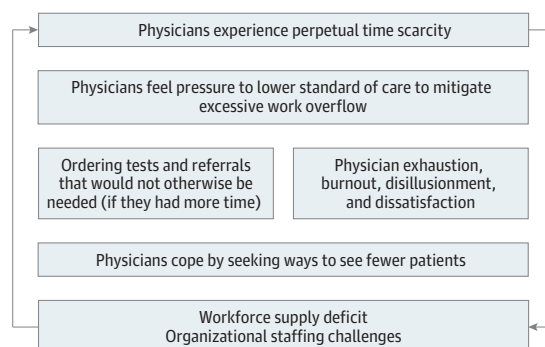 Physicians experience perpetual time scarcity
Physicians feel pressure to lower standard of care to mitigate
excessive work overflow
Ordering tests and referrals
that would not otherwise be
needed (if they had more time)
Physician exhaustion,
burnout, disillusionment,
and dissatisfaction
Physicians cope by seeking ways to see fewer patients
Workforce supply deficit
Organizational staffing challenges